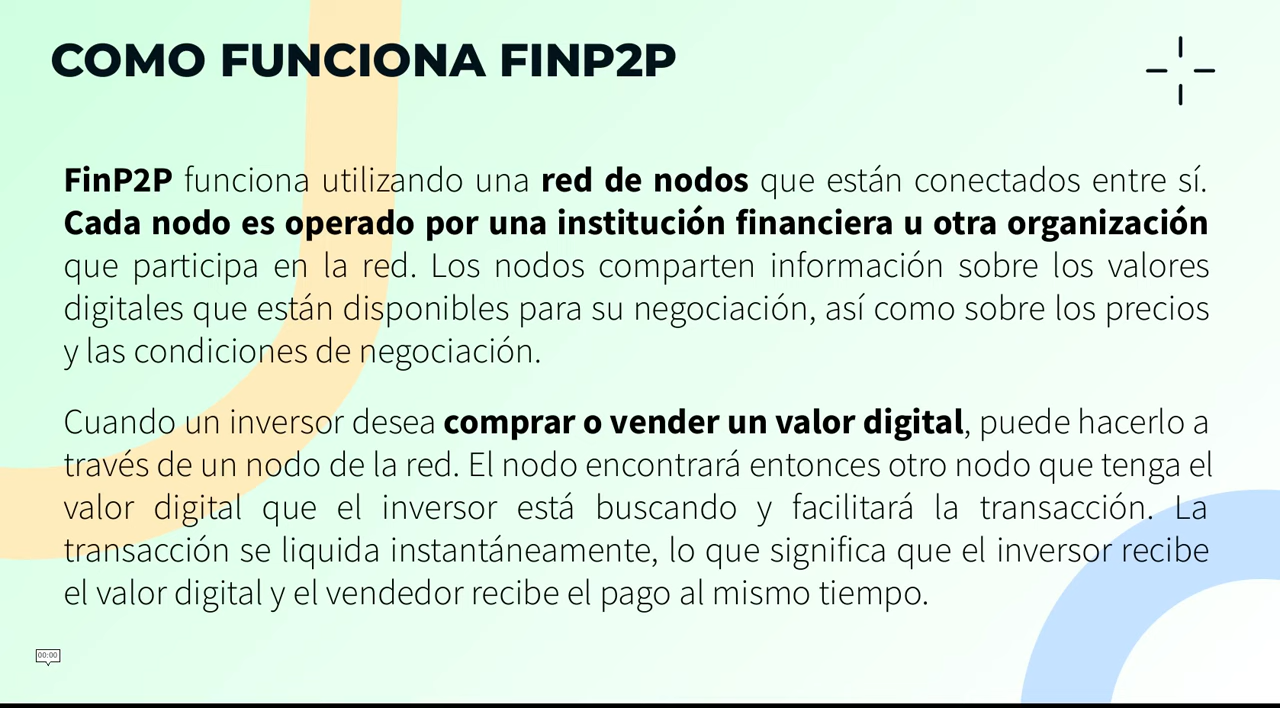 COMO FUNCIONA FINP2P
FinP2P funciona utilizando una red de nodos que están conectados entre sí.
Cada nodo es operado por una institución financiera u otra organización
que participa en la red. Los nodos comparten información sobre los valores
digitales que están disponibles para su negociación, así como sobre los precios
y las condiciones de negociación.
Cuando un inversor desea comprar o vender un valor digital, puede hacerlo a
través de un nodo de la red. El nodo encontrará entonces otro nodo que tenga el
valor digital que el inversor está buscando y facilitará la transacción. La
transacción se liquida instantáneamente, lo que significa que el inversor recibe
el valor digital y el vendedor recibe el pago al mismo tiempo.
00:00